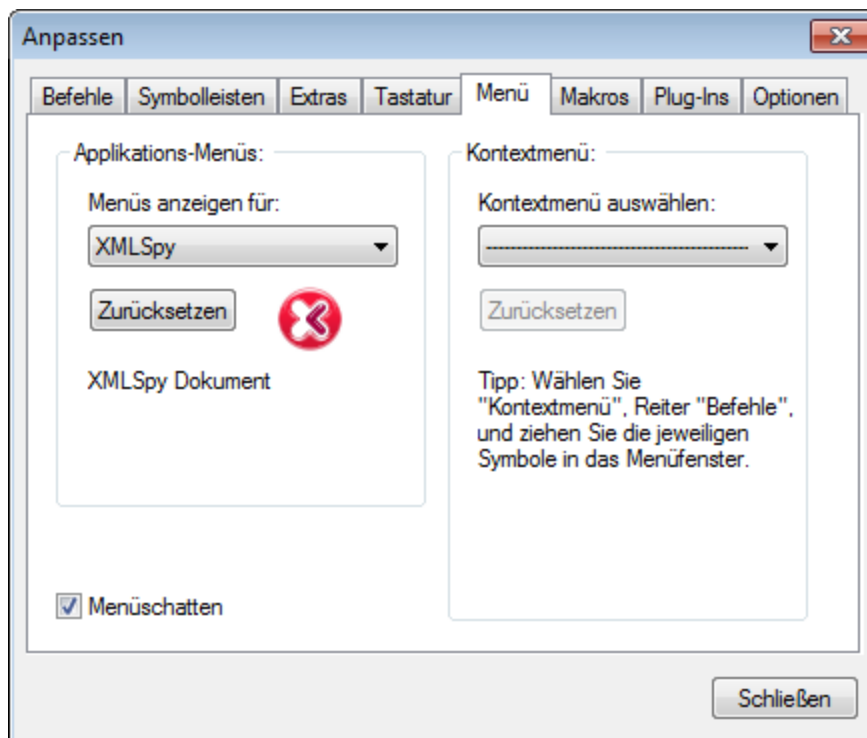 Anpassen
Befehle Symbolleisten Extras Tastatur Menü Makros Plug-Ins Optionen
Applikations-Menüs:
Menüs anzeigen für:
XMLSpy
Zurücksetzen
XMLSpy Dokument
Menüschatten
Kontextmenü:
Kontextmenü auswählen:
Zurücksetzen
Tipp: Wählen Sie
"Kontextmenü", Reiter "Befehle",
und ziehen Sie die jeweiligen
Symbole in das Menüfenster.
Schließen